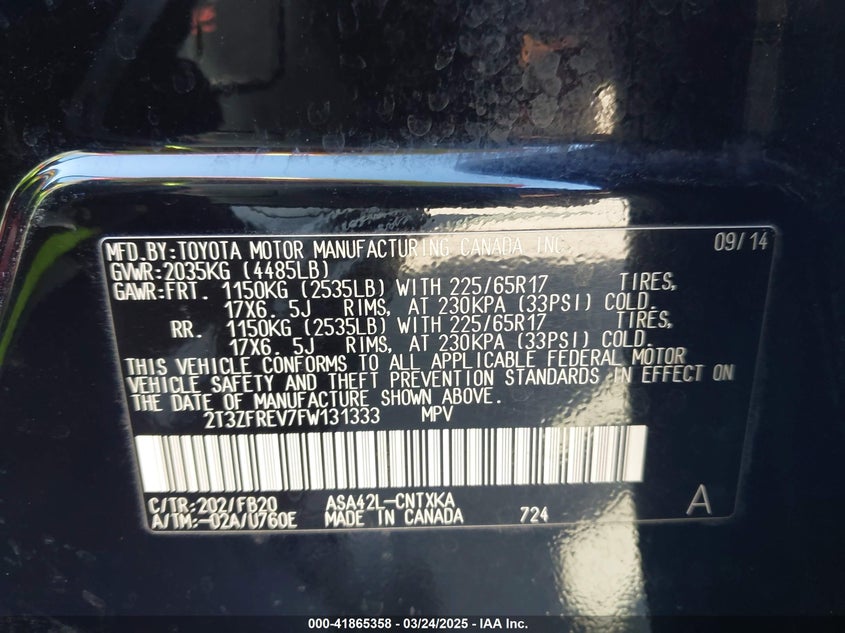 MFD.BY:TOYOTA MOTOR MANUFACTURING CANADA INC. 09/14
GVWR:2035KG (4485LB)
GAWR:FRT. 1150KG (2535LB) WITH 225/65R17 TIRES,
17X6. 5J RIMS, AT 230KPA (33PSI) COLD.
RR. 1150KG (2535LB) WITH 225/65R17 TIRES,
17X6. 5J RIMS, AT 230KPA (33PSI) COLD.
THIS VEHICLE CONFORMS TO ALL APPLICABLE FEDERAL MOTOR
VEHICLE SAFETY AND THEFT PREVENTION STANDARDS IN EFFECT ON
THE DATE OF MANUFACTURE SHOWN ABOVE.
2T3ZFREV7FW131333 MPV
C/TR:202/FB20 ASA42L-CNTXKA A
A/TM:-02A/U760E MADE IN CANADA 724
000-41865358 - 03/24/2025 - IAA Inc.